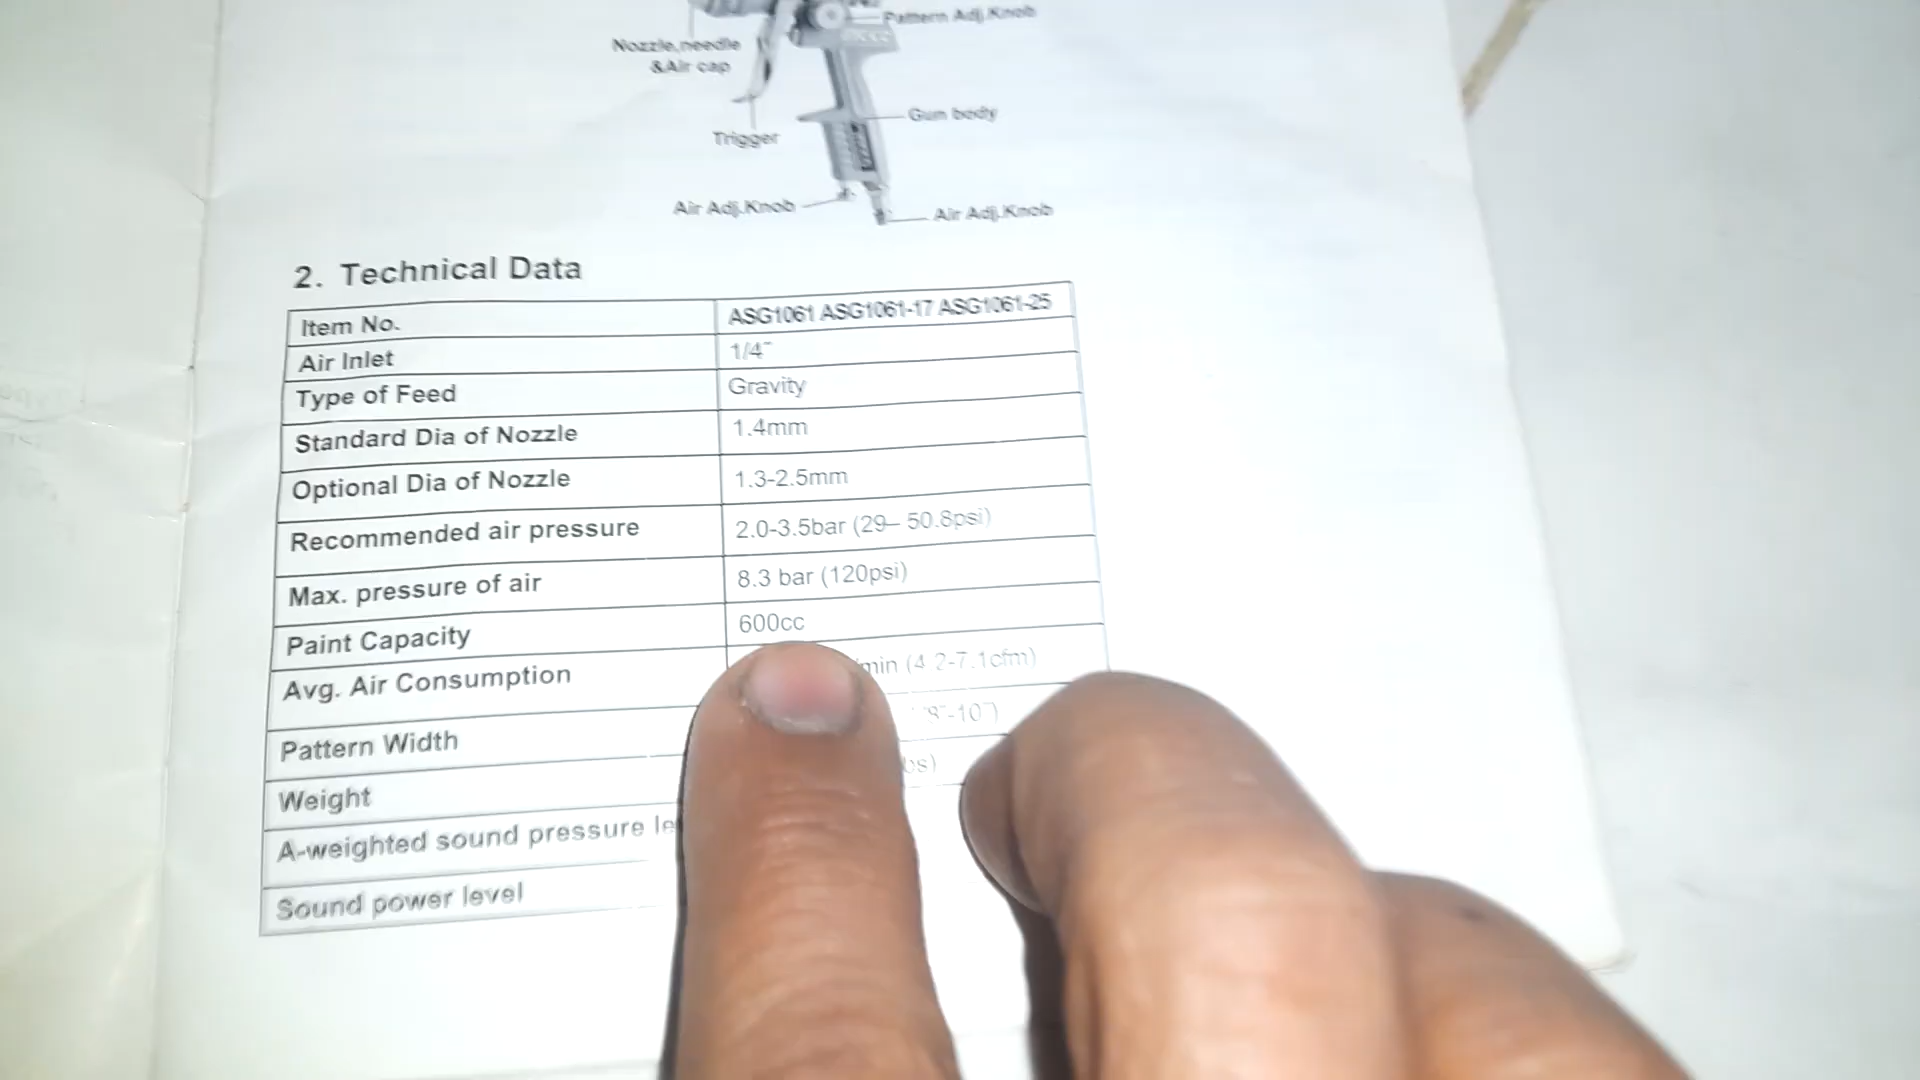 Pattern Adj.Knob
Nozzle,needle
&Air cap
Gun body
Trigger
Air Adj.Knob
Air Adj.Knob
2. Technical Data
Item No. ASG1061 ASG1061-17 ASG1061-25
Air Inlet 1/4"
Type of Feed Gravity
Standard Dia of Nozzle 1.4mm
Optional Dia of Nozzle 1.3-2.5mm
Recommended air pressure 2.0-3.5bar (29– 50.8psi)
Max. pressure of air 8.3 bar (120psi)
Paint Capacity 600cc
Avg. Air Consumption /min (4.2-7.1cfm)
Pattern Width 8"-10")
Weight
A-weighted sound pressure
Sound power level